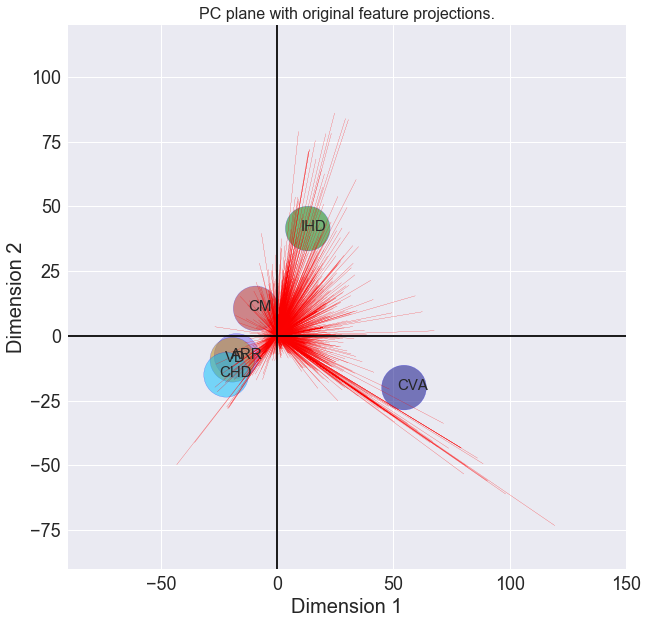 PC plane with original feature projections.
100
75
50
25
0
−25
−50
−75
Dimension 2
IHD
CM
ARR
VD
CHD
CVA
−50
0
50
100
150
Dimension 1